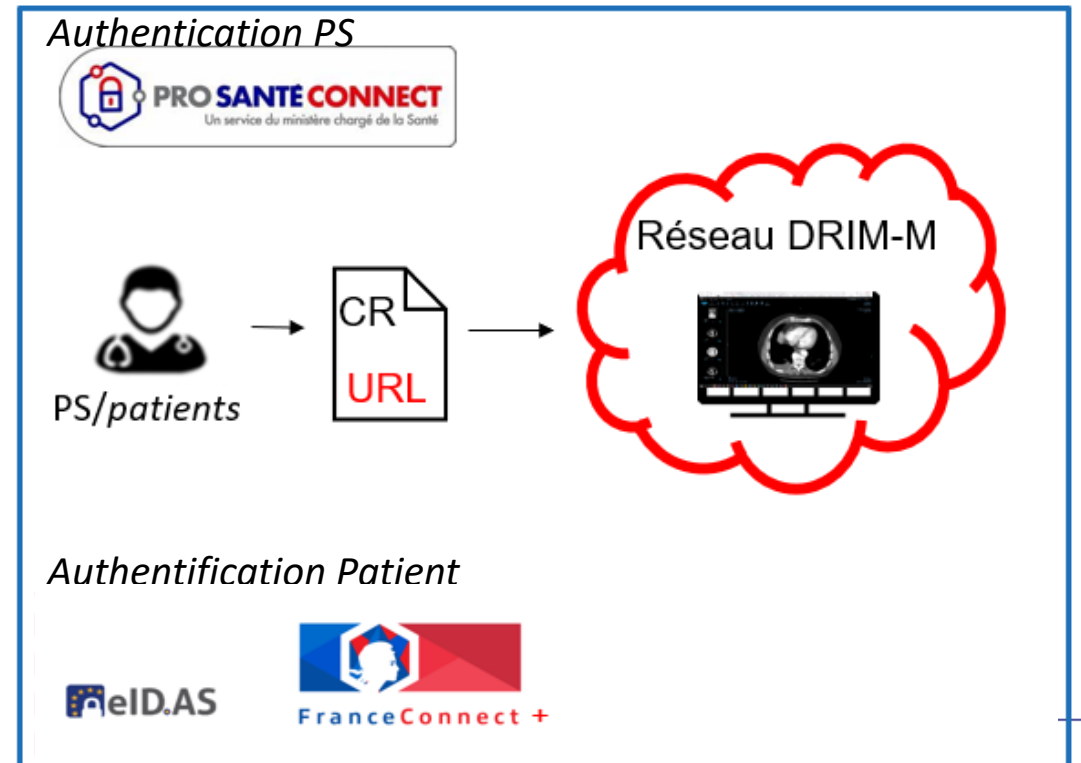 Authentication PS
PRO SANTÉ CONNECT
Un service du ministère chargé de la Santé
Réseau DRIM-M
CR
URL
PS/patients
Authentification Patient
eID.AS
FranceConnect +